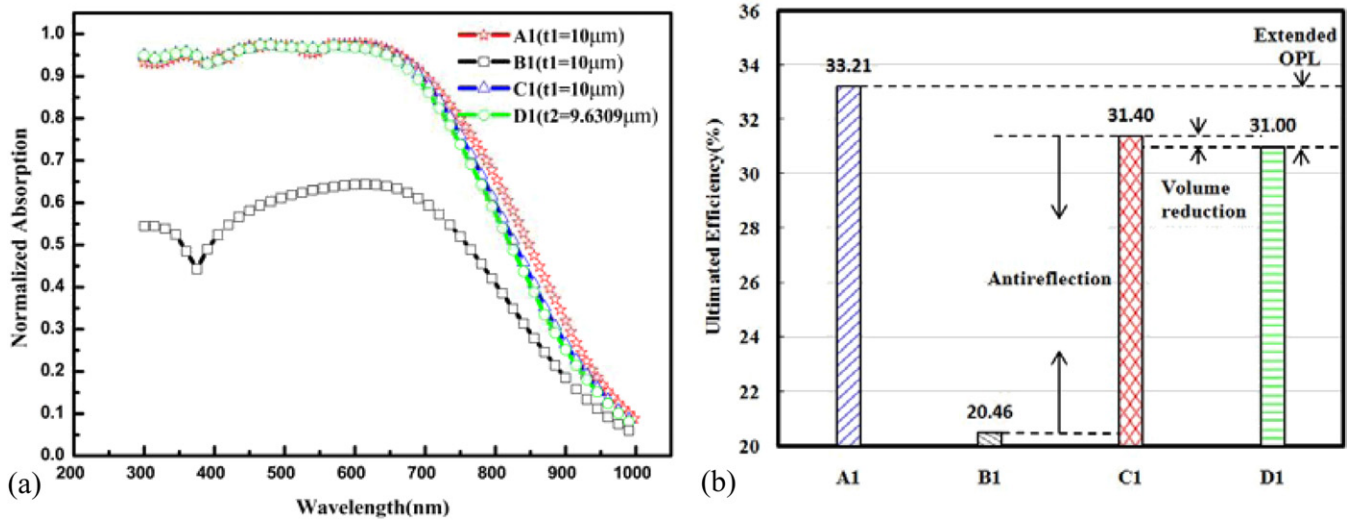 1.0
0.9
0.8
0.7
0.6
0.5
0.4
0.3
0.2
0.1
0.0
Normalized Absorption
A1(t1=10μm)
B1(t1=10μm)
C1(t1=10μm)
D1(t2=9.6309μm)
200 300 400 500 600 700 800 900 1000
Wavelength(nm)
(a)
36
34
32
30
28
26
24
22
20
Ultimated Efficiency(%)
33.21
20.46
31.40
31.00
Extended
OPL
Volume
reduction
Antireflection
A1 B1 C1 D1
(b)